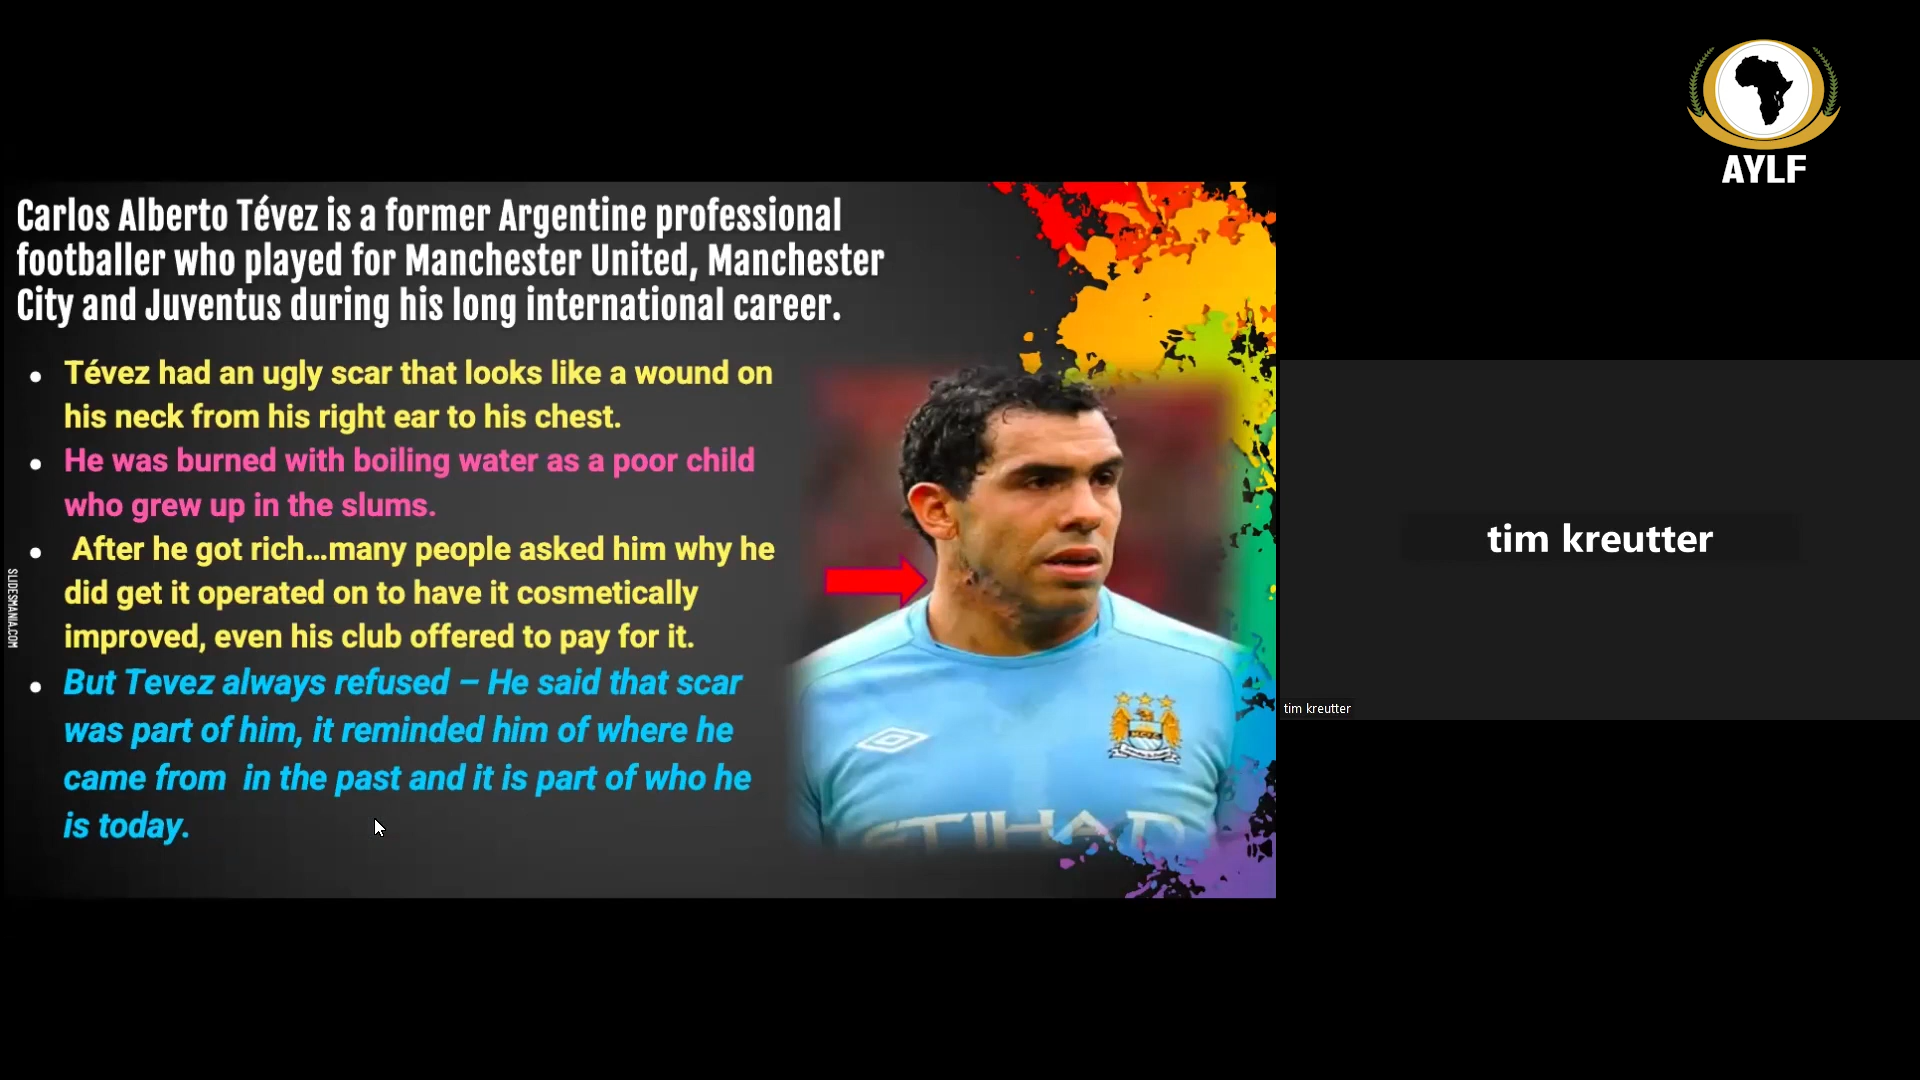 AYLF
Carlos Alberto Tévez is a former Argentine professional
footballer who played for Manchester United, Manchester
City and Juventus during his long international career.
• Tévez had an ugly scar that looks like a wound on
his neck from his right ear to his chest.
• He was burned with boiling water as a poor child
who grew up in the slums.
• After he got rich...many people asked him why he
did get it operated on to have it cosmetically
improved, even his club offered to pay for it.
• But Tevez always refused – He said that scar
was part of him, it reminded him of where he
came from in the past and it is part of who he
is today.
SLIDESMANIA.COM
ETIHAD
tim kreutter
tim kreutter